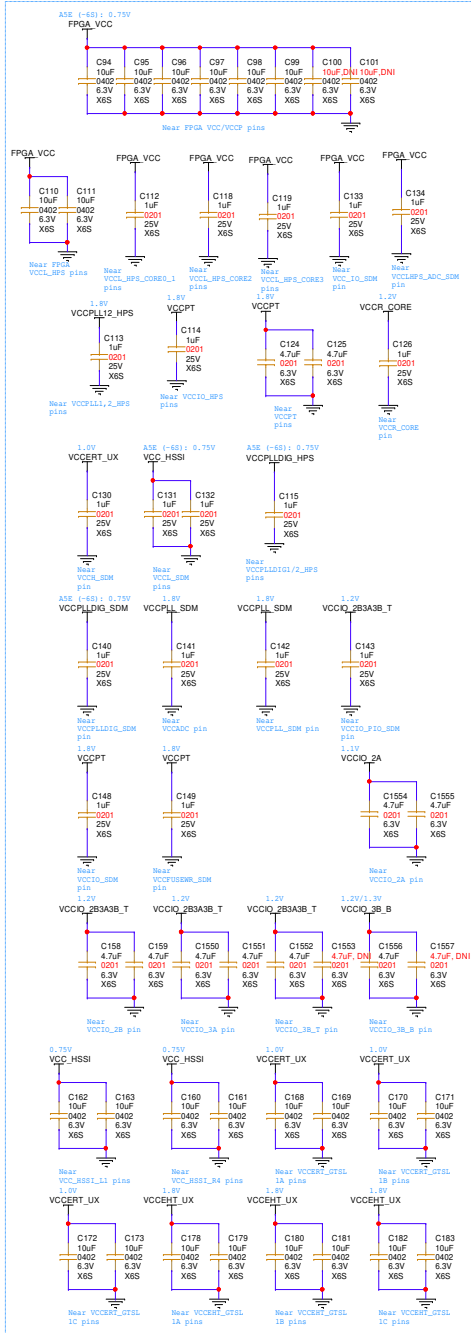 A5E (-6S): 0.75V
FPGA_VCC
C94 C95 C96 C97 C98 C99 C100 C101
10uF 10uF 10uF 10uF 10uF 10uF 10uF,DNI 10uF,DNI
0402 0402 0402 0402 0402 0402 0402 0402
6.3V 6.3V 6.3V 6.3V 6.3V 6.3V 6.3V 6.3V
X6S X6S X6S X6S X6S X6S X6S X6S
Near FPGA VCC/VCCP pins
FPGA_VCC FPGA_VCC FPGA_VCC FPGA_VCC FPGA_VCC FPGA_VCC
C110 C111 C112 C118 C119 C133 C134
10uF 10uF 1uF 1uF 1uF 1uF 1uF
0402 0402 0201 0201 0201 0201 0201
6.3V 6.3V 25V 25V 25V 25V 25V
X6S X6S X6S X6S X6S X6S X6S
Near FPGA Near Near Near Near Near
VCCL_HPS pins VCCL_HPS_CORE0_1 VCCL_HPS_CORE2 VCCL_HPS_CORE3 VCC_IO_SDM VCCLHPS_ADC_SDM
pins pins pins pins pin
1.8V 1.8V 1.8V 1.2V
VCCPLL12_HPS VCCPT VCCPT VCCR_CORE
C113 C114 C124 C125 C126
1uF 1uF 4.7uF 4.7uF 1uF
0201 0201 0201 0201 0201
25V 25V 6.3V 6.3V 25V
X6S X6S X6S X6S X6S
Near VCCPLL1,2_HPS Near VCCIO_HPS Near Near
pins pins VCCPT VCCR_CORE
pins pin
1.0V A5E (-6S): 0.75V A5E (-6S): 0.75V
VCCERT_UX VCC_HSSI VCCPLLDIG_HPS
C130 C131 C132 C115
1uF 1uF 1uF 1uF
0201 0201 0201 0201
25V 25V 25V 25V
X6S X6S X6S X6S
Near Near Near
VCCH_SDM VCCL_SDM VCCPLLDIG1/2_HPS
pin pins pins
A5E (-6S): 0.75V 1.8V 1.8V 1.2V
VCCPLLDIG_SDM VCCPLL_SDM VCCPLL_SDM VCCIO_2B3A3B_T
C140 C141 C142 C143
1uF 1uF 1uF 1uF
0201 0201 0201 0201
25V 25V 25V 25V
X6S X6S X6S X6S
Near Near Near Near
VCCPLLDIG_SDM VCCADC pin VCCPLL_SDM pin VCCIO_PIO_SDM
pin pin
1.8V 1.8V 1.1V
VCCPT VCCPT VCCIO_2A
C148 C149 C1554 C1555
1uF 1uF 4.7uF 4.7uF
0201 0201 0201 0201
25V 25V 6.3V 6.3V
X6S X6S X6S X6S
Near Near Near
VCCIO_SDM VCCFUSEWR_SDM VCCIO_2A pin
pin pin
1.2V 1.2V 1.2V 1.2V/1.3V
VCCIO_2B3A3B_T VCCIO_2B3A3B_T VCCIO_2B3A3B_T VCCIO_3B_B
C158 C159 C1550 C1551 C1552 C1553 C1556 C1557
4.7uF 4.7uF 4.7uF 4.7uF 4.7uF 4.7uF, DNI 4.7uF 4.7uF, DNI
0201 0201 0201 0201 0201 0201 0201 0201
6.3V 6.3V 6.3V 6.3V 6.3V 6.3V 6.3V 6.3V
X6S X6S X6S X6S X6S X6S X6S X6S
Near Near Near Near
VCCIO_2B pin VCCIO_3A pin VCCIO_3B_T pin VCCIO_3B_B pin
0.75V 0.75V 1.0V 1.0V
VCC_HSSI VCC_HSSI VCCERT_UX VCCERT_UX
C162 C163 C160 C161 C168 C169 C170 C171
10uF 10uF 10uF 10uF 10uF 10uF 10uF 10uF
0402 0402 0402 0402 0402 0402 0402 0402
6.3V 6.3V 6.3V 6.3V 6.3V 6.3V 6.3V 6.3V
X6S X6S X6S X6S X6S X6S X6S X6S
Near Near Near VCCERT_GTSL Near VCCERT_GTSL
VCC_HSSI_L1 pins VCC_HSSI_R4 pins 1A pins 1B pins
1.0V 1.8V 1.8V 1.8V
VCCERT_UX VCCEHT_UX VCCEHT_UX VCCEHT_UX
C172 C173 C178 C179 C180 C181 C182 C183
10uF 10uF 10uF 10uF 10uF 10uF 10uF 10uF
0402 0402 0402 0402 0402 0402 0402 0402
6.3V 6.3V 6.3V 6.3V 6.3V 6.3V 6.3V 6.3V
X6S X6S X6S X6S X6S X6S X6S X6S
Near VCCERT_GTSL Near VCCEHT_GTSL Near VCCEHT_GTSL Near VCCEHT_GTSL
1C pins 1A pins 1B pins 1C pins